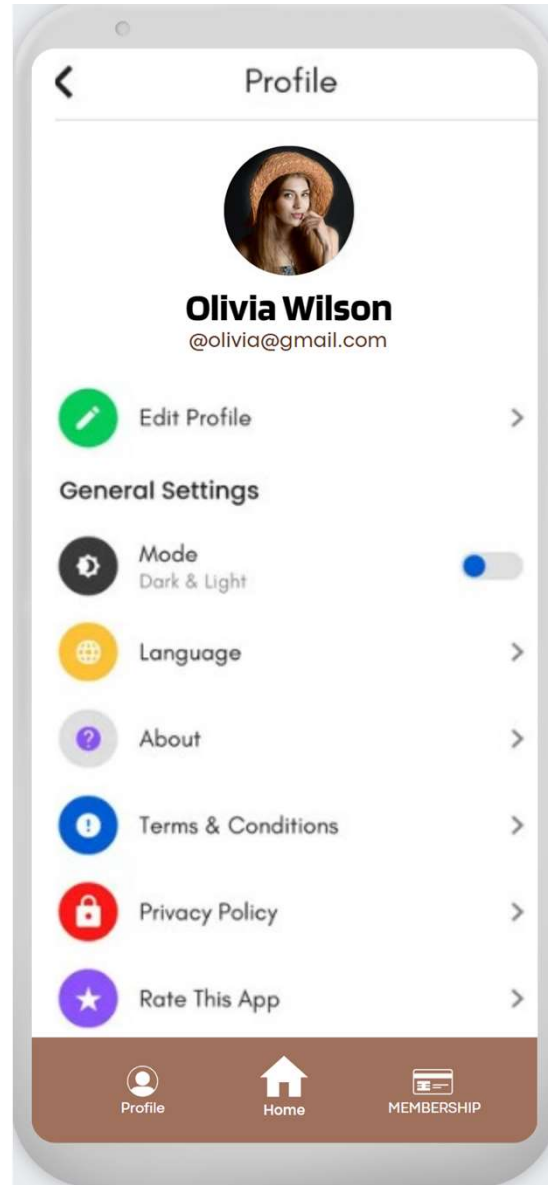 Profile
Olivia Wilson
@olivia@gmail.com
Edit Profile
General Settings
Mode
Dark & Light
Language
About
Terms & Conditions
Privacy Policy
Rate This App
Profile
Home
MEMBERSHIP